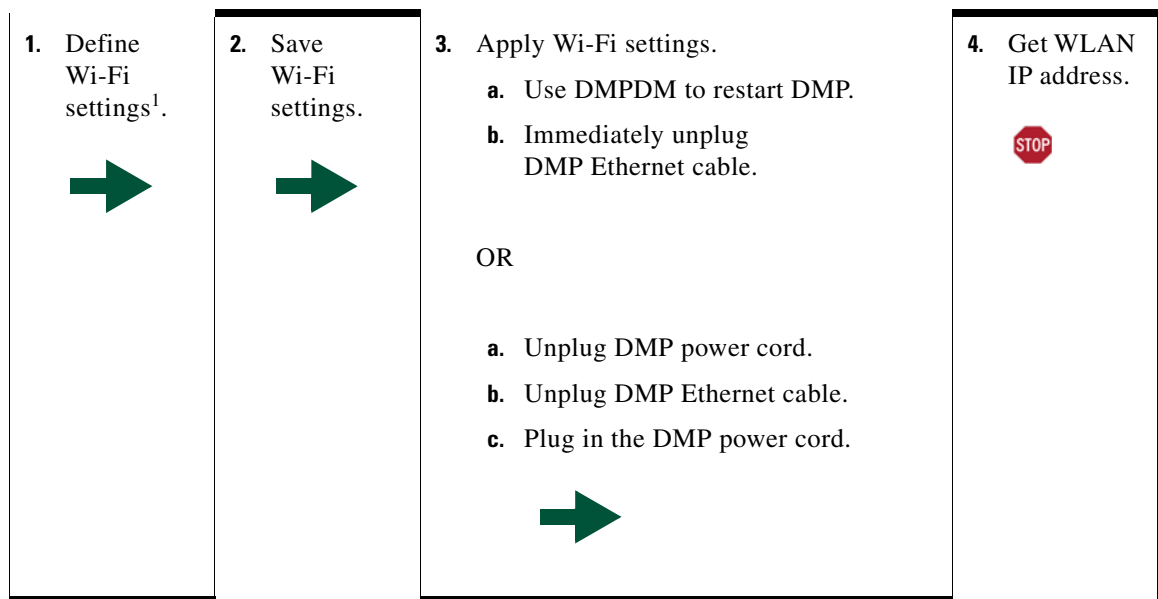 1. Define
Wi-Fi
settings1.
2. Save
Wi-Fi
settings.
3. Apply Wi-Fi settings.
a. Use DMPDM to restart DMP.
b. Immediately unplug
DMP Ethernet cable.
OR
a. Unplug DMP power cord.
b. Unplug DMP Ethernet cable.
c. Plug in the DMP power cord.
4. Get WLAN
IP address.
STOP